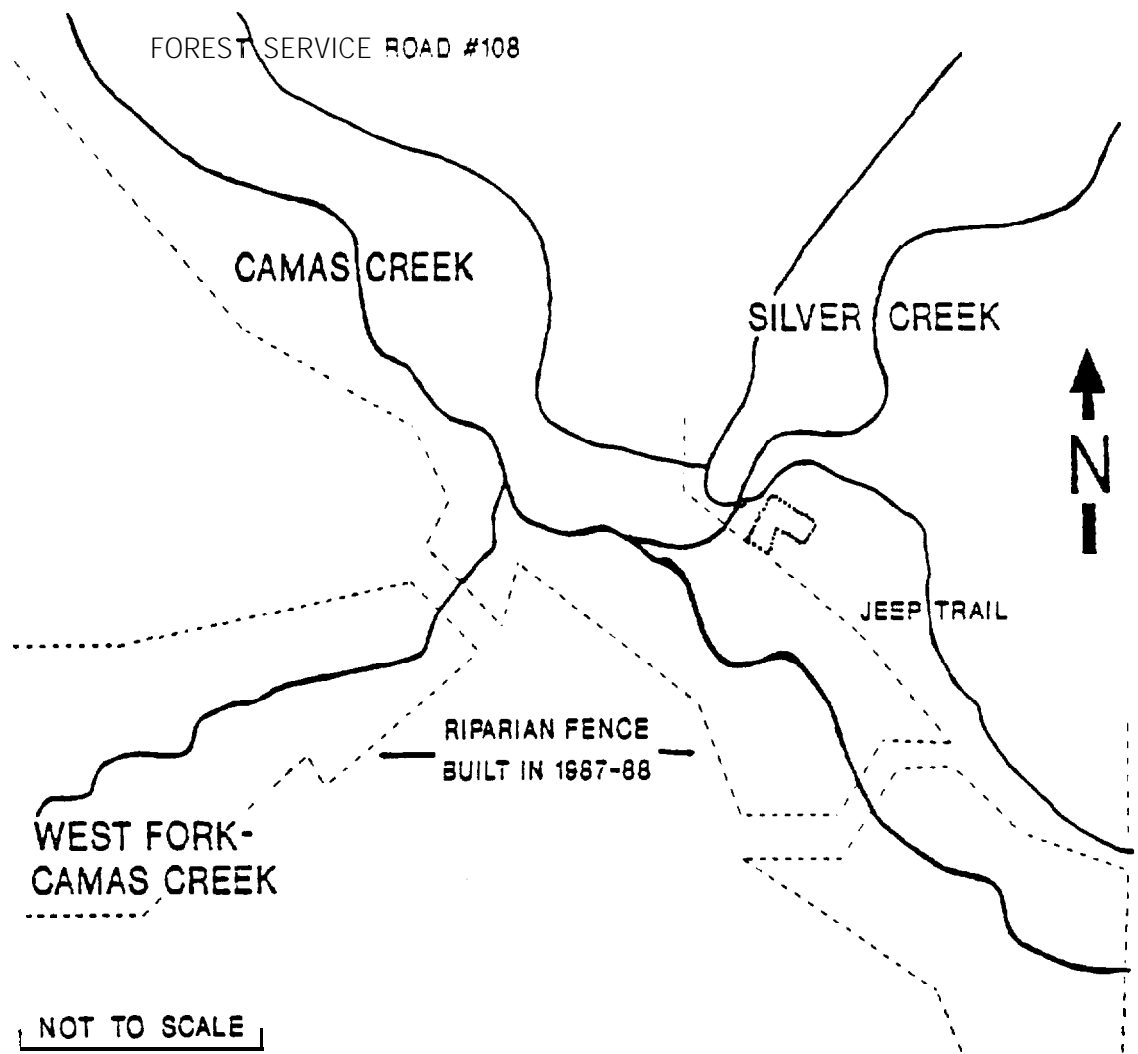 FOREST SERVICE ROAD #108
CAMAS CREEK
SILVER CREEK
N
JEEP TRAIL
RIPARIAN FENCE
BUILT IN 1987-88
WEST FORK-
CAMAS CREEK
NOT TO SCALE